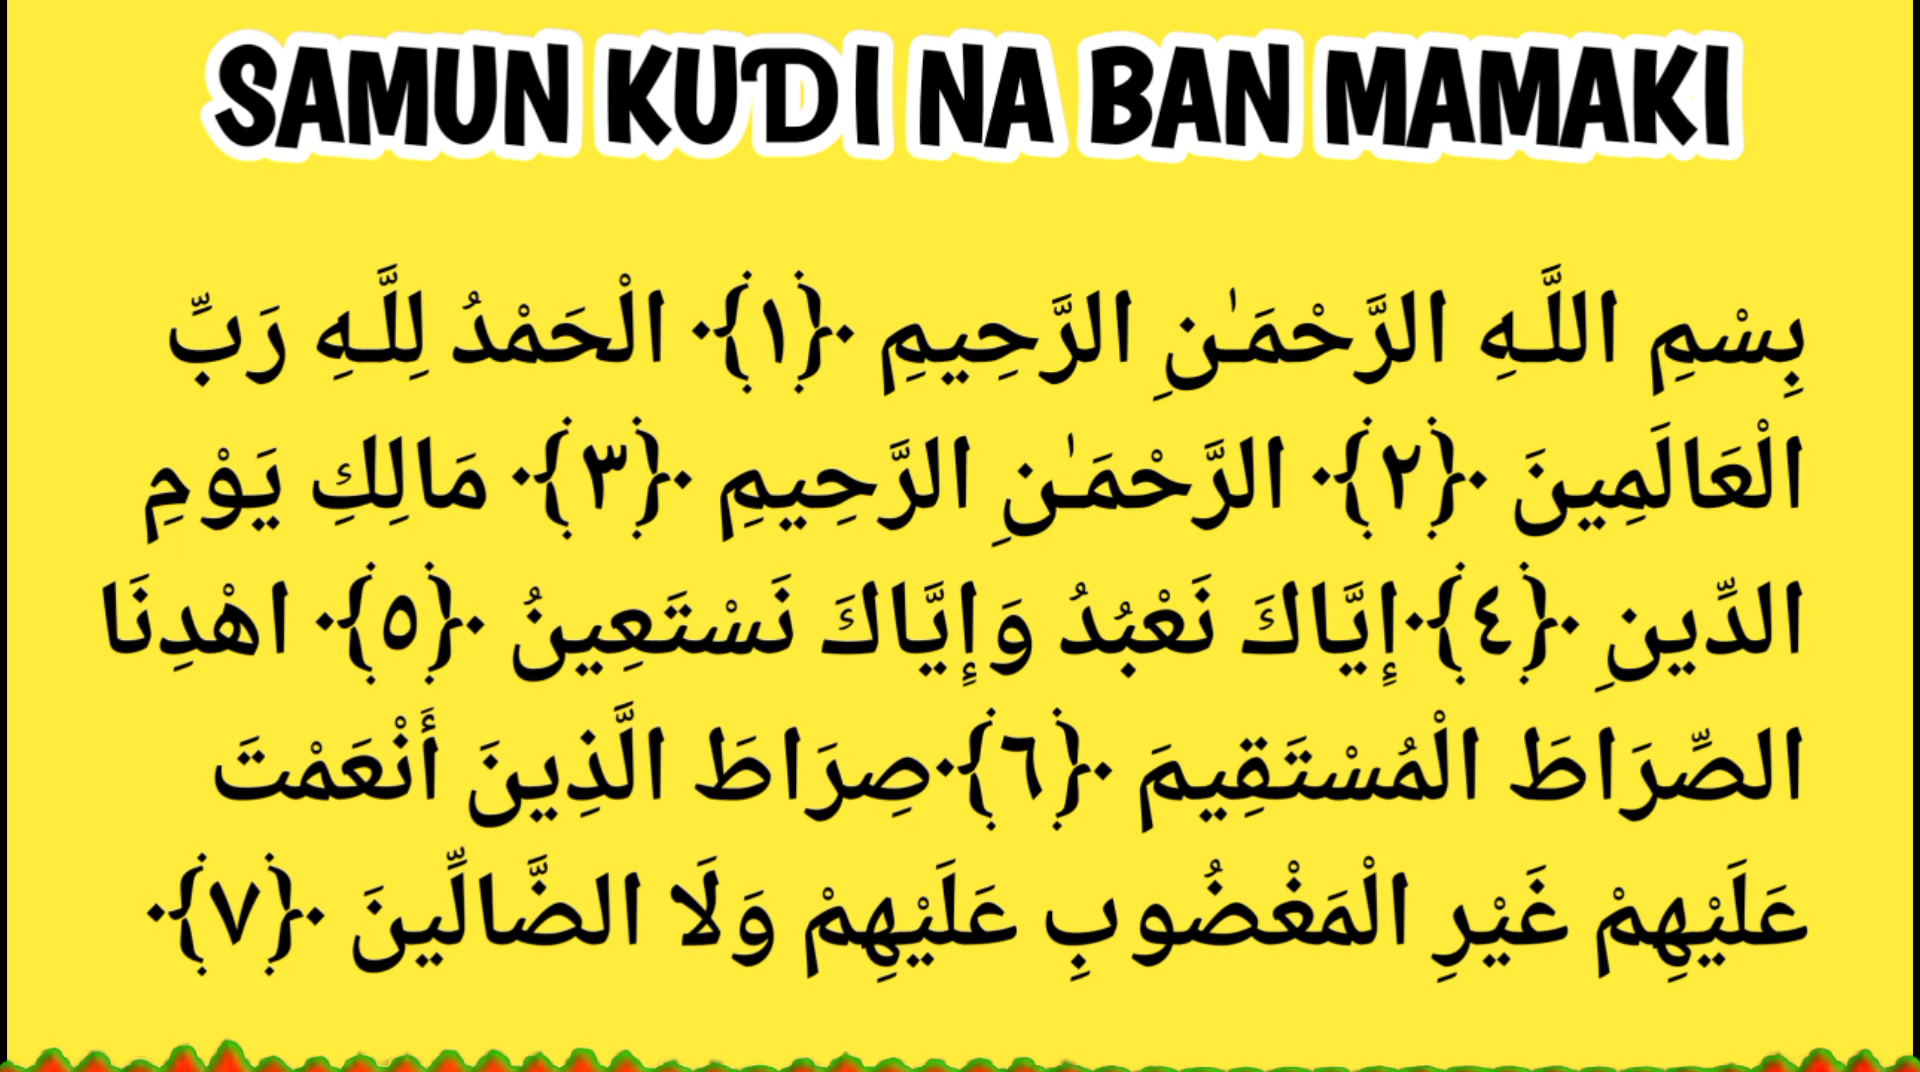 SAMUN KUƊI NA BAN MAMAKI
بِسْمِ اللَّـهِ الرَّحْمَـٰنِ الرَّحِيمِ ﴿١﴾ الْحَمْدُ لِلَّـهِ رَبِّ
الْعَالَمِينَ ﴿٢﴾ الرَّحْمَـٰنِ الرَّحِيمِ ﴿٣﴾ مَالِكِ يَوْمِ
الدِّينِ ﴿٤﴾إِيَّاكَ نَعْبُدُ وَإِيَّاكَ نَسْتَعِينُ ﴿٥﴾ اهْدِنَا
الصِّرَاطَ الْمُسْتَقِيمَ ﴿٦﴾صِرَاطَ الَّذِينَ أَنْعَمْتَ
عَلَيْهِمْ غَيْرِ الْمَغْضُوبِ عَلَيْهِمْ وَلَا الضَّالِّينَ ﴿٧﴾